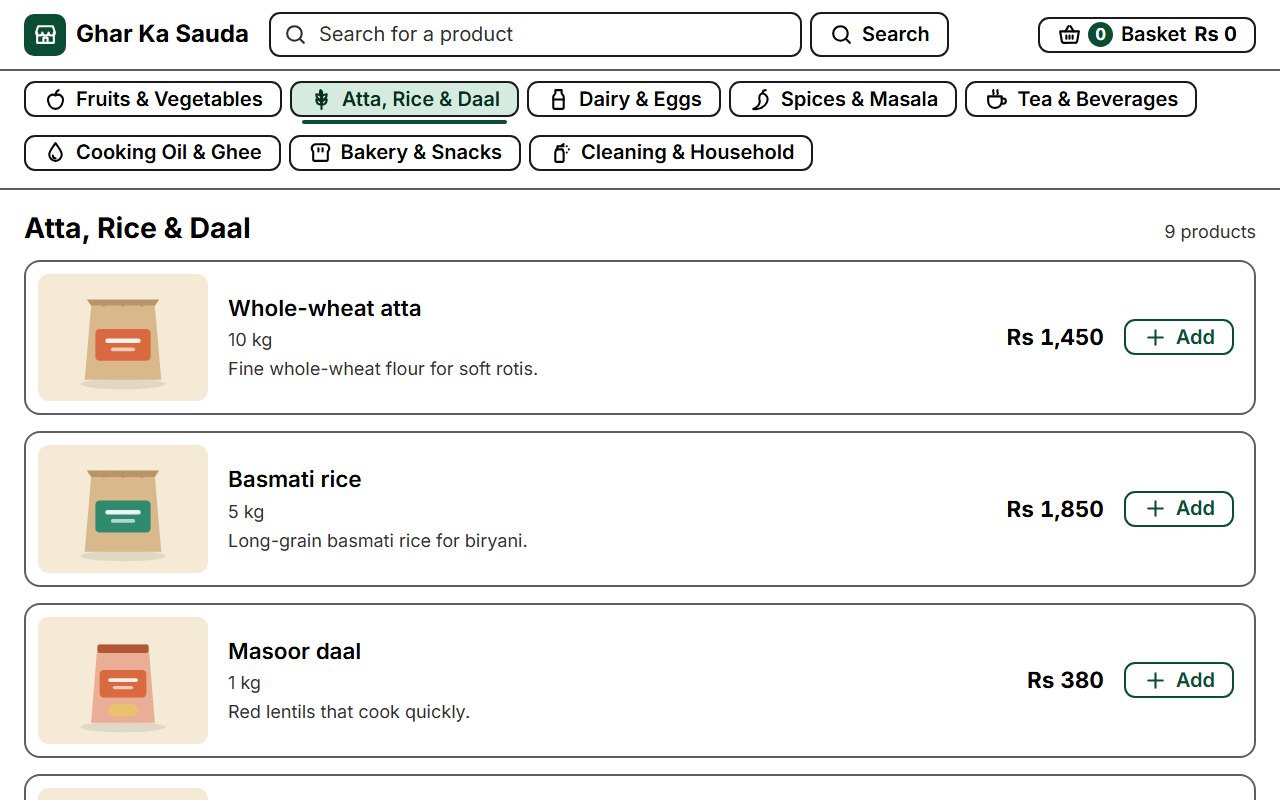 Ghar Ka Sauda
Search for a product
Search
0 Basket Rs 0
Fruits & Vegetables
Atta, Rice & Daal
Dairy & Eggs
Spices & Masala
Tea & Beverages
Cooking Oil & Ghee
Bakery & Snacks
Cleaning & Household
Atta, Rice & Daal
9 products
Whole-wheat atta
10 kg
Fine whole-wheat flour for soft rotis.
Rs 1,450
Add
Basmati rice
5 kg
Long-grain basmati rice for biryani.
Rs 1,850
Add
Masoor daal
1 kg
Red lentils that cook quickly.
Rs 380
Add